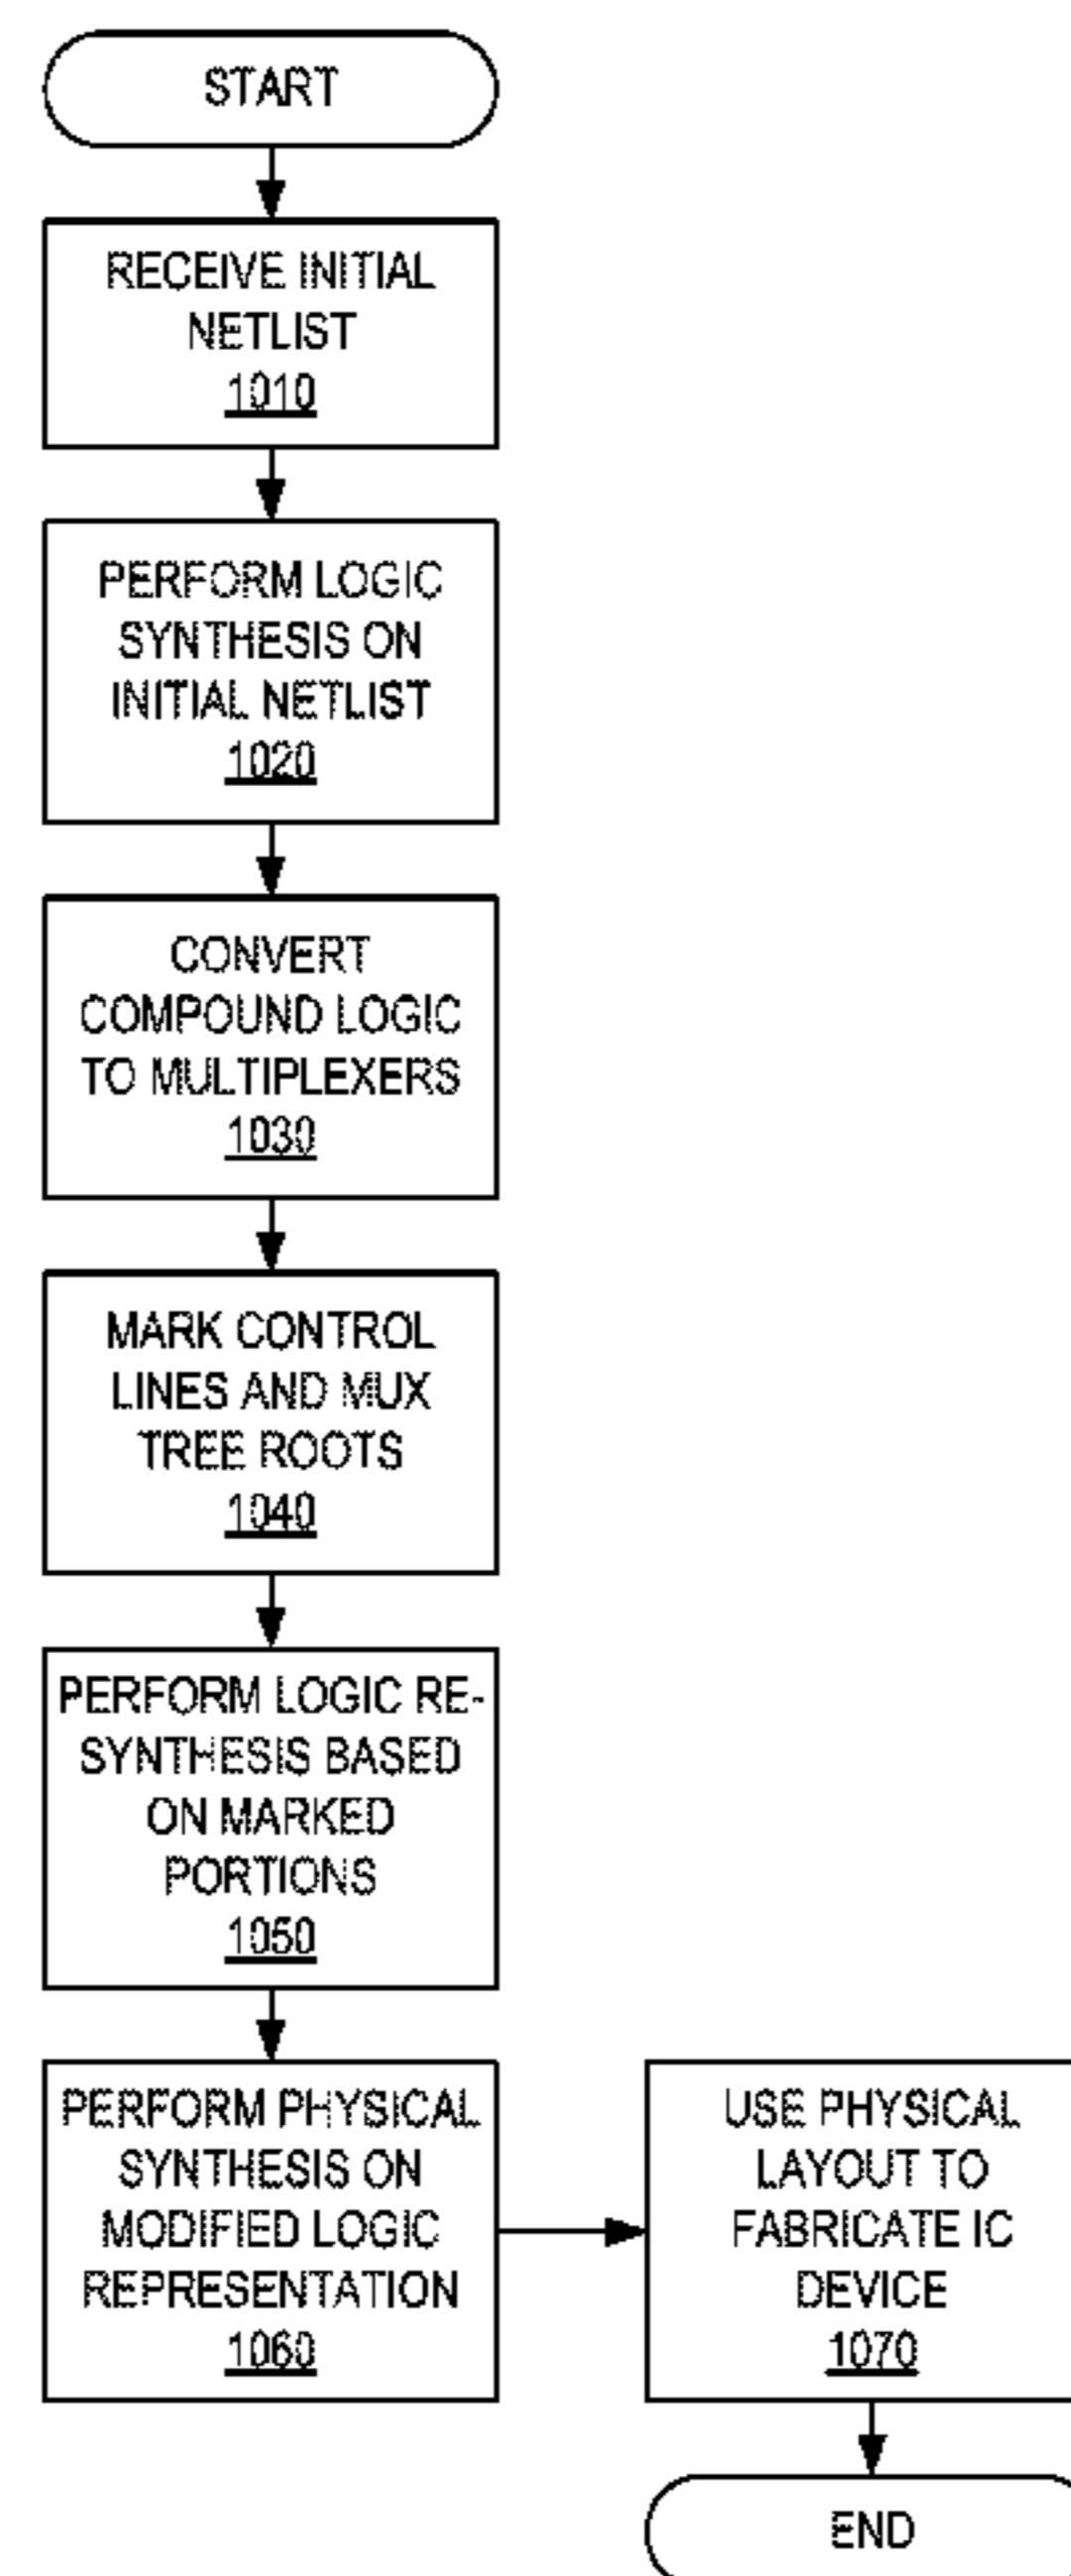 START
RECEIVE INITIAL
NETLIST
1010
PERFORM LOGIC
SYNTHESIS ON
INITIAL NETLIST
1020
CONVERT
COMPOUND LOGIC
TO MULTIPLEXERS
1030
MARK CONTROL
LINES AND MUX
TREE ROOTS
1040
PERFORM LOGIC RE-
SYNTHESIS BASED
ON MARKED
PORTIONS
1050
PERFORM PHYSICAL
SYNTHESIS ON
MODIFIED LOGIC
REPRESENTATION
1060
USE PHYSICAL
LAYOUT TO
FABRICATE IC
DEVICE
1070
END